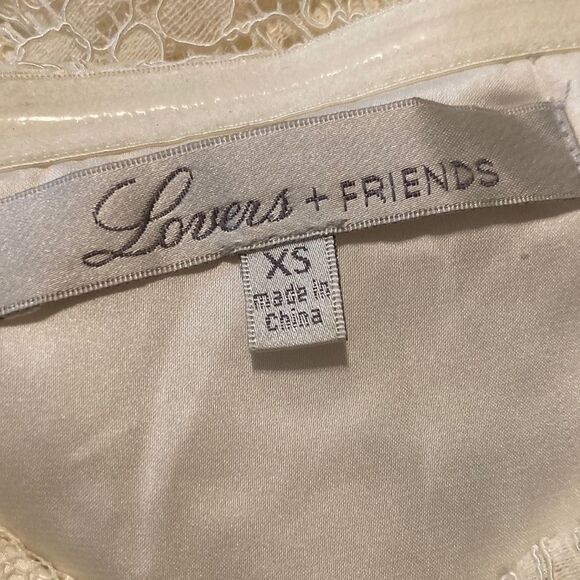 Lovers + FRIENDS
XS
made in
China